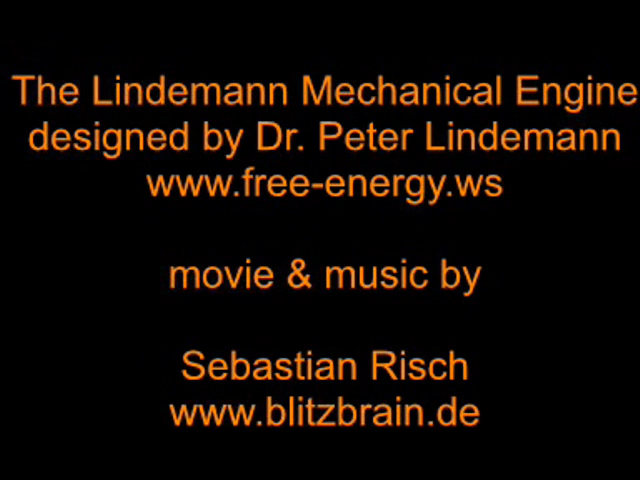 The Lindemann Mechanical Engine
designed by Dr. Peter Lindemann
www.free-energy.ws
movie & music by
Sebastian Risch
www.blitzbrain.de